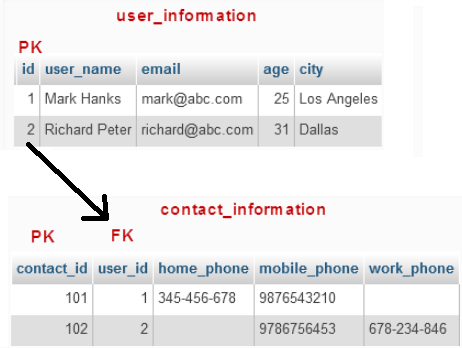 user_information
PK
id user_name email age city
1 Mark Hanks mark@abc.com 25 Los Angeles
2 Richard Peter richard@abc.com 31 Dallas
contact_information
PK FK
contact_id user_id home_phone mobile_phone work_phone
101 1 345-456-678 9876543210
102 2 9786756453 678-234-846